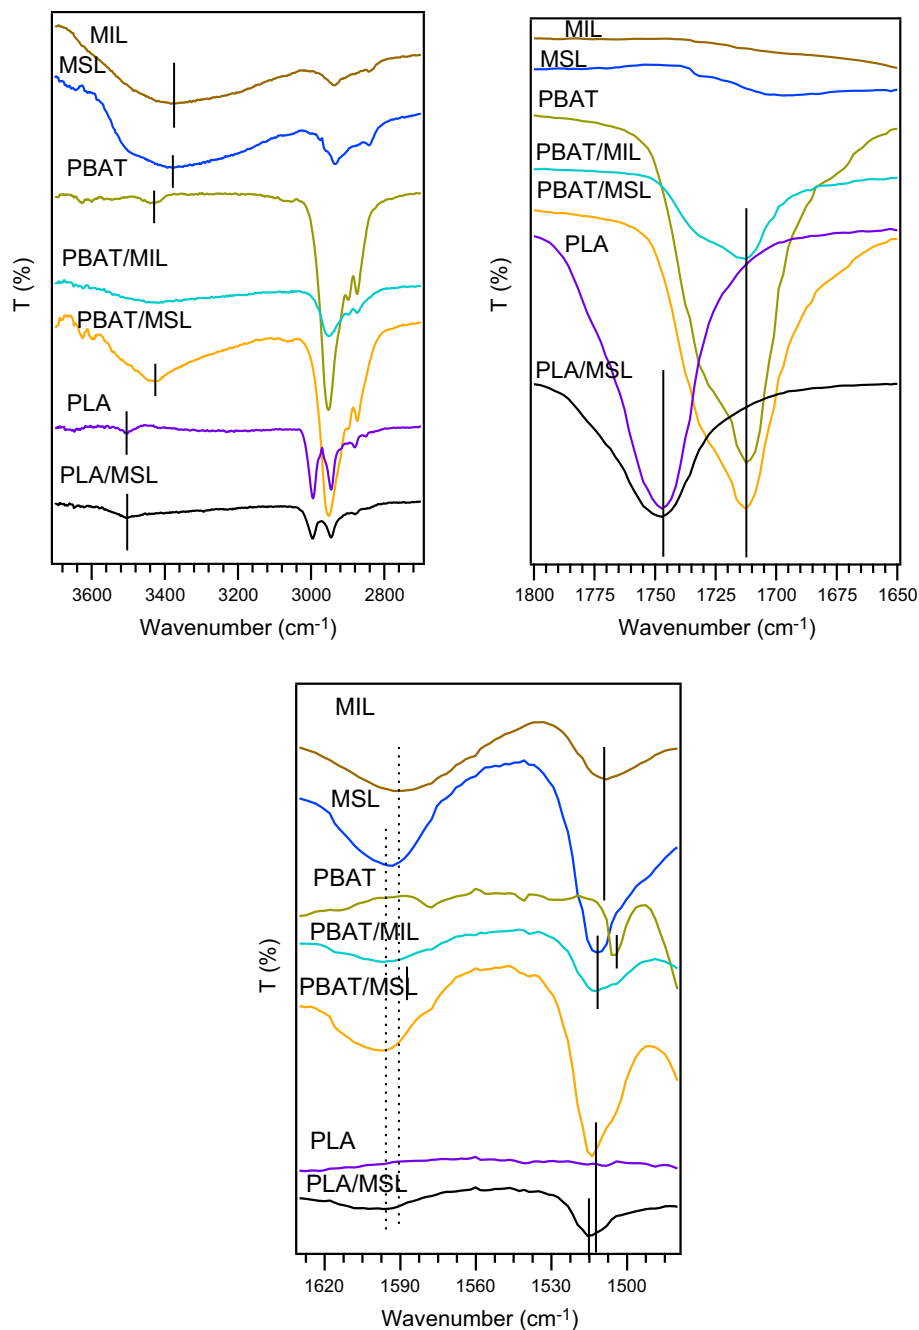 MIL
MSL
PBAT
PBAT/MIL
PBAT/MSL
PLA
PLA/MSL
T (%)
3600 3400 3200 3000 2800
Wavenumber (cm-1)
MIL
MSL
PBAT
PBAT/MIL
PBAT/MSL
PLA
PLA/MSL
T (%)
1800 1775 1750 1725 1700 1675 1650
Wavenumber (cm-1)
MIL
MSL
PBAT
PBAT/MIL
PBAT/MSL
PLA
PLA/MSL
T (%)
1620 1590 1560 1530 1500
Wavenumber (cm-1)